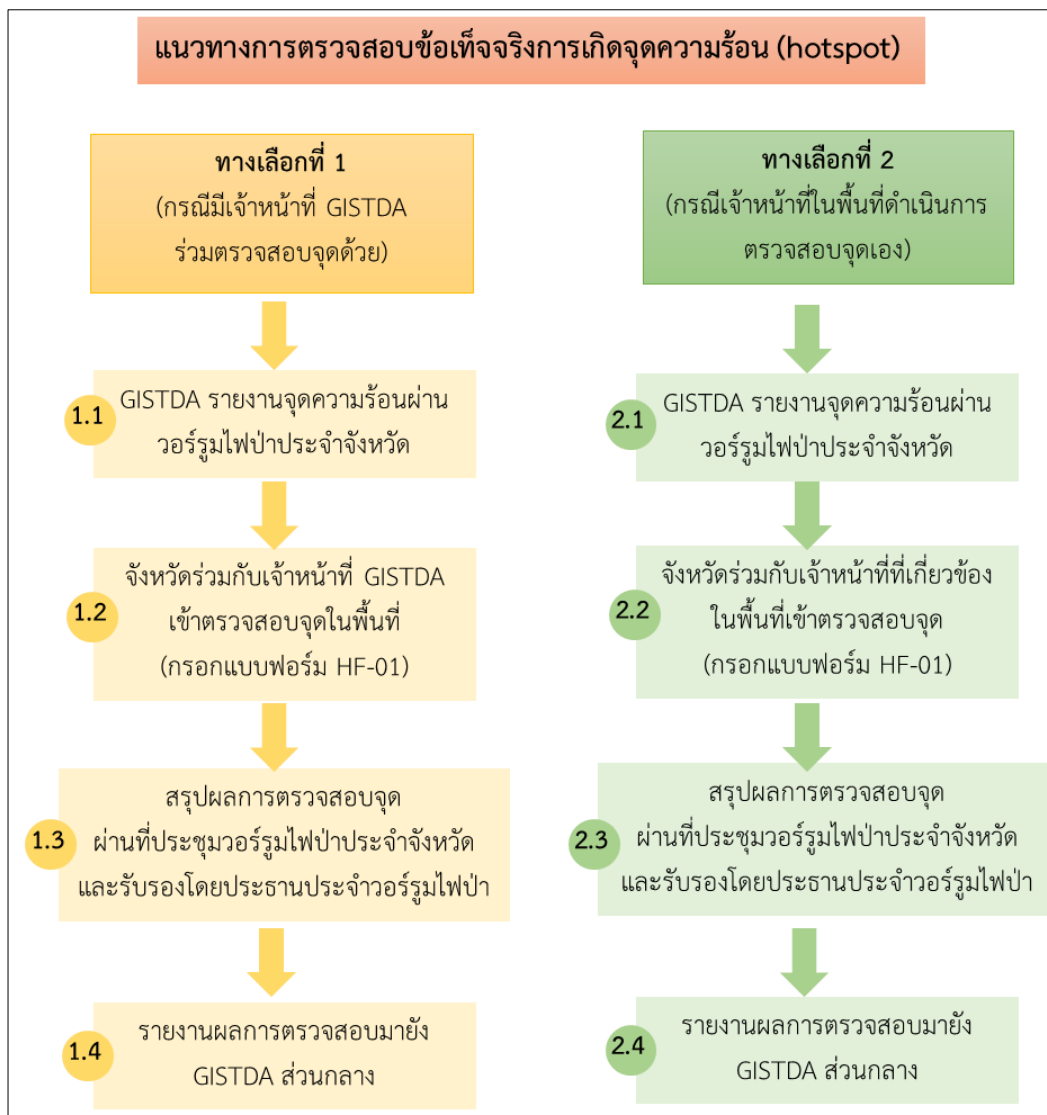 แนวทางการตรวจสอบข้อเท็จจริงการเกิดจุดความร้อน (hotspot)
ทางเลือกที่ 1
(กรณีมีเจ้าหน้าที่ GISTDA
ร่วมตรวจสอบจุดด้วย)
1.1
GISTDA รายงานจุดความร้อนผ่าน
วอร์รูมไฟป่าประจำจังหวัด
1.2
จังหวัดร่วมกับเจ้าหน้าที่ GISTDA
เข้าตรวจสอบจุดในพื้นที่
(กรอกแบบฟอร์ม HF-01)
1.3
สรุปผลการตรวจสอบจุด
ผ่านที่ประชุมวอร์รูมไฟป่าประจำจังหวัด
และรับรองโดยประธานประจำวอร์รูมไฟป่า
1.4
รายงานผลการตรวจสอบมายัง
GISTDA ส่วนกลาง
ทางเลือกที่ 2
(กรณีเจ้าหน้าที่ในพื้นที่ดำเนินการ
ตรวจสอบจุดเอง)
2.1
GISTDA รายงานจุดความร้อนผ่าน
วอร์รูมไฟป่าประจำจังหวัด
2.2
จังหวัดร่วมกับเจ้าหน้าที่ที่เกี่ยวข้อง
ในพื้นที่เข้าตรวจสอบจุด
(กรอกแบบฟอร์ม HF-01)
2.3
สรุปผลการตรวจสอบจุด
ผ่านที่ประชุมวอร์รูมไฟป่าประจำจังหวัด
และรับรองโดยประธานประจำวอร์รูมไฟป่า
2.4
รายงานผลการตรวจสอบมายัง
GISTDA ส่วนกลาง